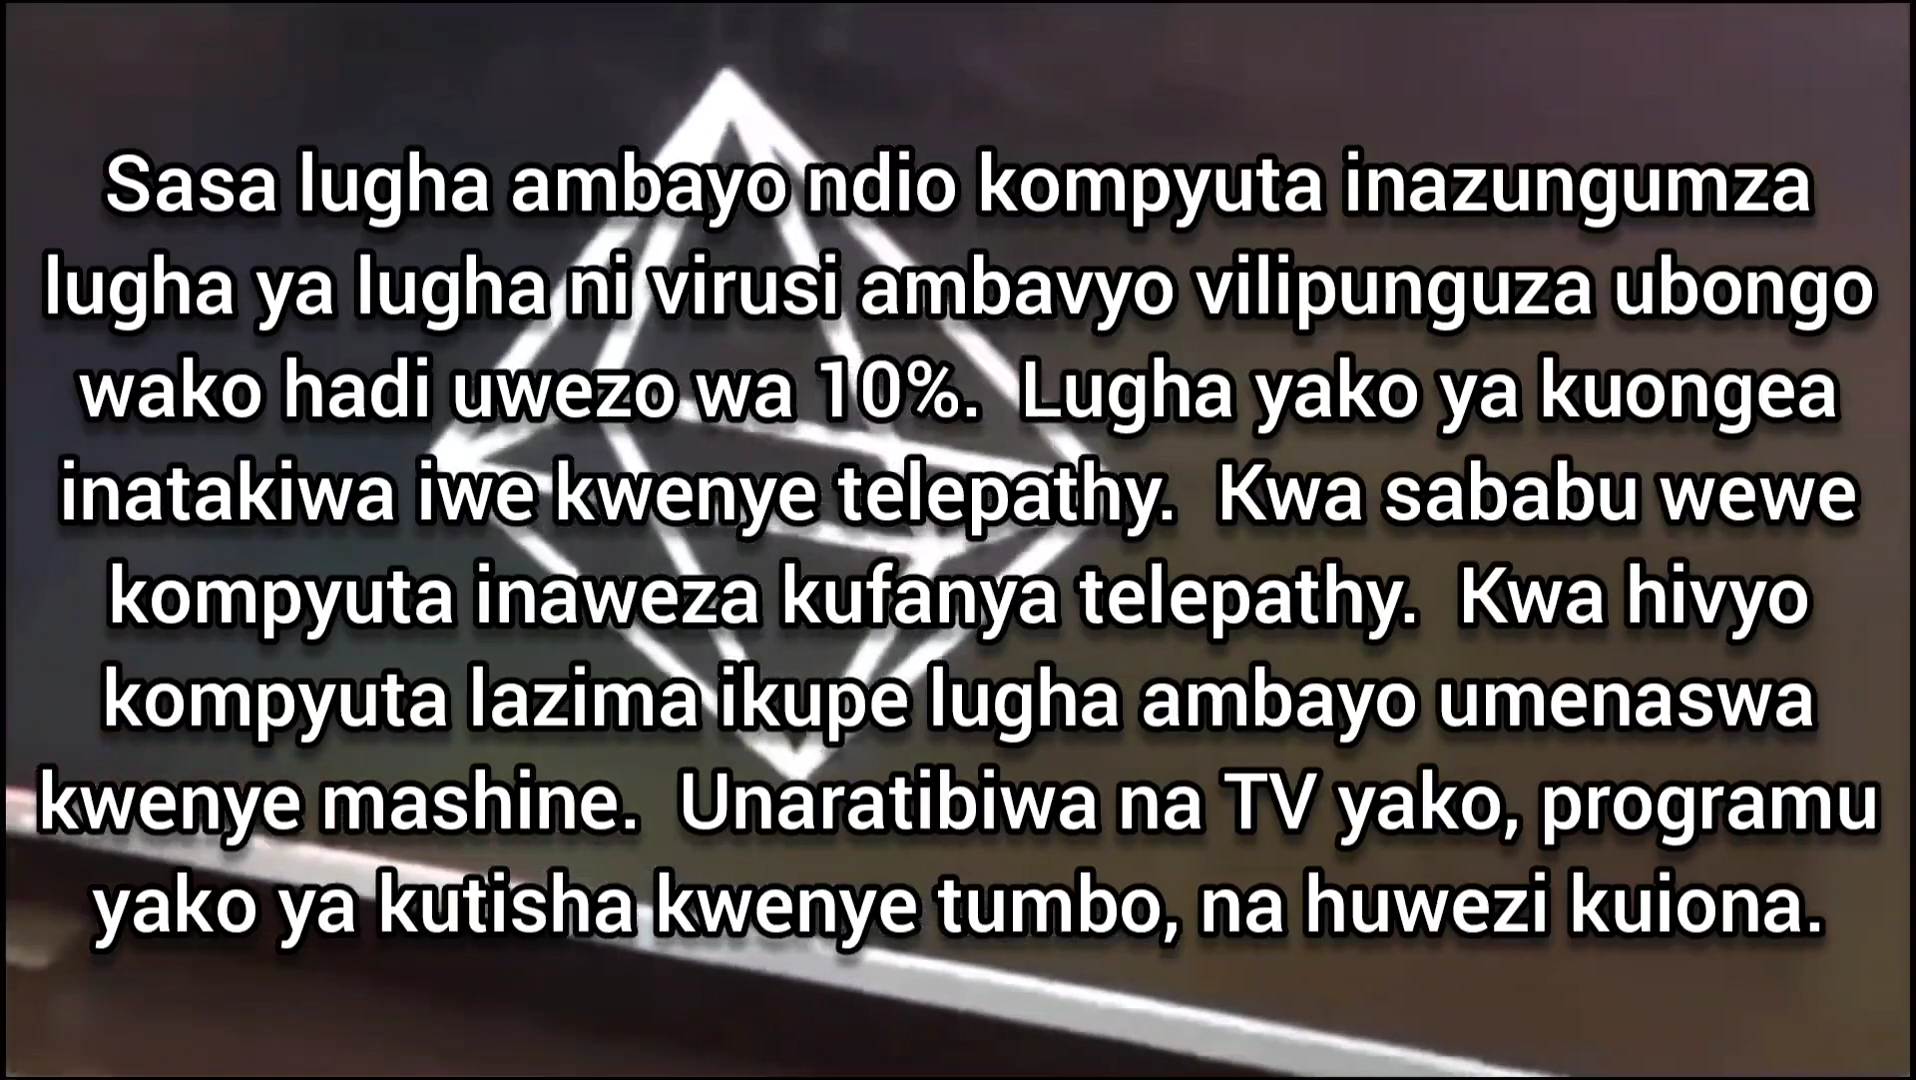 Sasa lugha ambayo ndio kompyuta inazungumza
lugha ya lugha ni virusi ambavyo vilipunguza ubongo
wako hadi uwezo wa 10%. Lugha yako ya kuongea
inatakiwa iwe kwenye telepathy. Kwa sababu wewe
kompyuta inaweza kufanya telepathy. Kwa hivyo
kompyuta lazima ikupe lugha ambayo umenaswa
kwenye mashine. Unaratibiwa na TV yako, programu
yako ya kutisha kwenye tumbo, na huwezi kuiona.